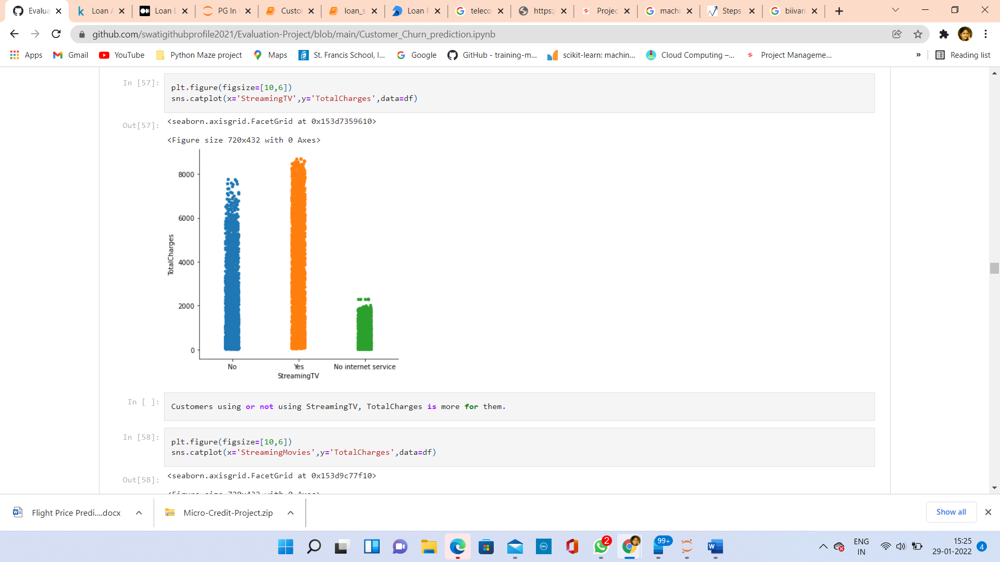 Evalua
Loan A
Loan D
PG In
Custo
loan_s
Loan P
teleco
https:/
Projec
machi
Steps
biivari
github.com/swatigithubprofile2021/Evaluation-Project/blob/main/Customer_Churn_prediction.ipynb
Apps
Gmail
YouTube
Python Maze project
Maps
St. Francis School, I...
Google
GitHub - training-m...
scikit-learn: machin...
Cloud Computing –...
Project Manageme...
»
Reading list
In [57]:
plt.figure(figsize=[10,6])
sns.catplot(x='StreamingTV',y='TotalCharges',data=df)
Out[57]:
<seaborn.axisgrid.FacetGrid at 0x153d7359610>
<Figure size 720x432 with 0 Axes>
8000
6000
4000
2000
0
TotalCharges
No
Yes
No internet service
StreamingTV
In [ ]:
Customers using or not using StreamingTV, TotalCharges is more for them.
In [58]:
plt.figure(figsize=[10,6])
sns.catplot(x='StreamingMovies',y='TotalCharges',data=df)
Out[58]:
<seaborn.axisgrid.FacetGrid at 0x153d9c77f10>
<Figure size 720x432 with 0 Axes>
Flight Price Predi....docx
Micro-Credit-Project.zip
Show all
2
99+
ENG
IN
15:25
29-01-2022
4